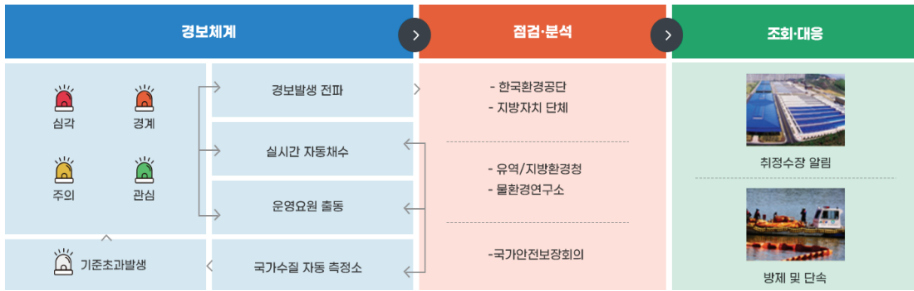 경보체계
점검·분석
조회·대응
심각
경계
주의
관심
기준초과발생
경보발생 전파
실시간 자동채수
운영요원 출동
국가수질 자동 측정소
- 한국환경공단
- 지방자치 단체
- 유역/지방환경청
- 물환경연구소
-국가안전보장회의
취정수장 알림
방제 및 단속